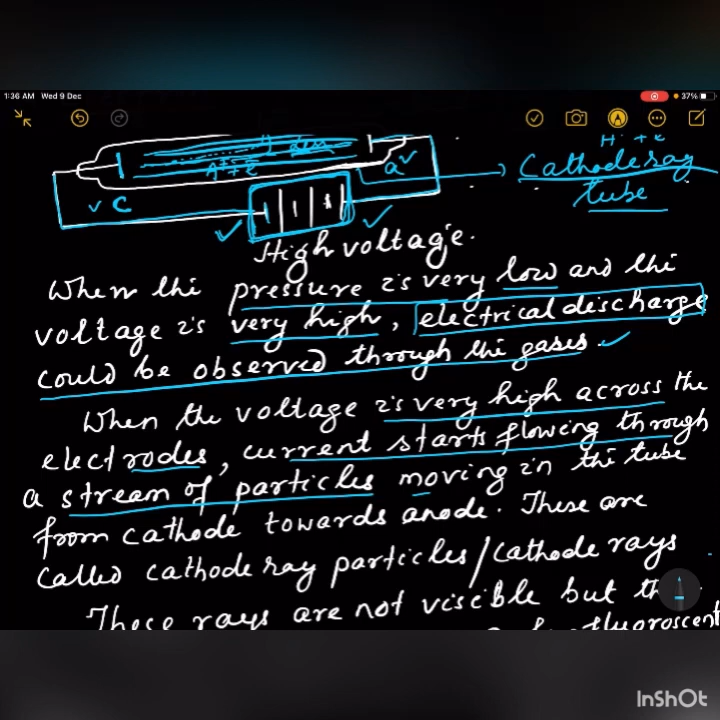 1:36 AM Wed 9 Dec
37%
H + e
Cathode ray
tube
A+ + e
a
C
High voltage.
When the pressure is very low and the
voltage is very high, electrical discharge
could be observed through the gases.
When the voltage is very high across the
electrodes, current starts flowing through
a stream of particles moving in the tube
from cathode towards anode. These are
called cathode ray particles/cathode rays
These rays are not viscible but th
fluoroscent
InShOt